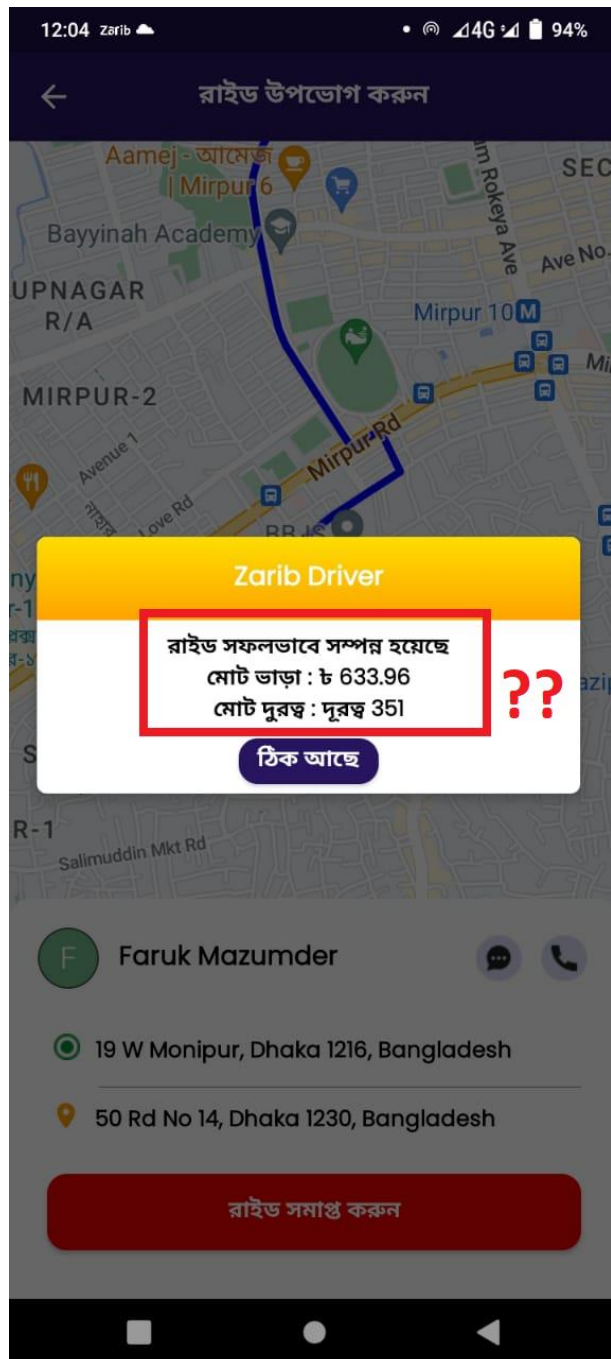 12:04 Zarib 4G 94%
রাইড উপভোগ করুন
Aamej - আমেজ
| Mirpur 6
Bayyinah Academy
m Rokeya Ave
SEC
Ave No.
UPNAGAR
R/A
Mirpur 10 M
MIRPUR-2
Mi
Avenue 1
Mirpur Rd
Love Rd
Zarib Driver
রাইড সফলভাবে সম্পন্ন হয়েছে
মোট ভাড়া : ৳ 633.96
মোট দুরত্ব : দূরত্ব 351
??
ঠিক আছে
R-1
Salimuddin Mkt Rd
F Faruk Mazumder
19 W Monipur, Dhaka 1216, Bangladesh
50 Rd No 14, Dhaka 1230, Bangladesh
রাইড সমাপ্ত করুন